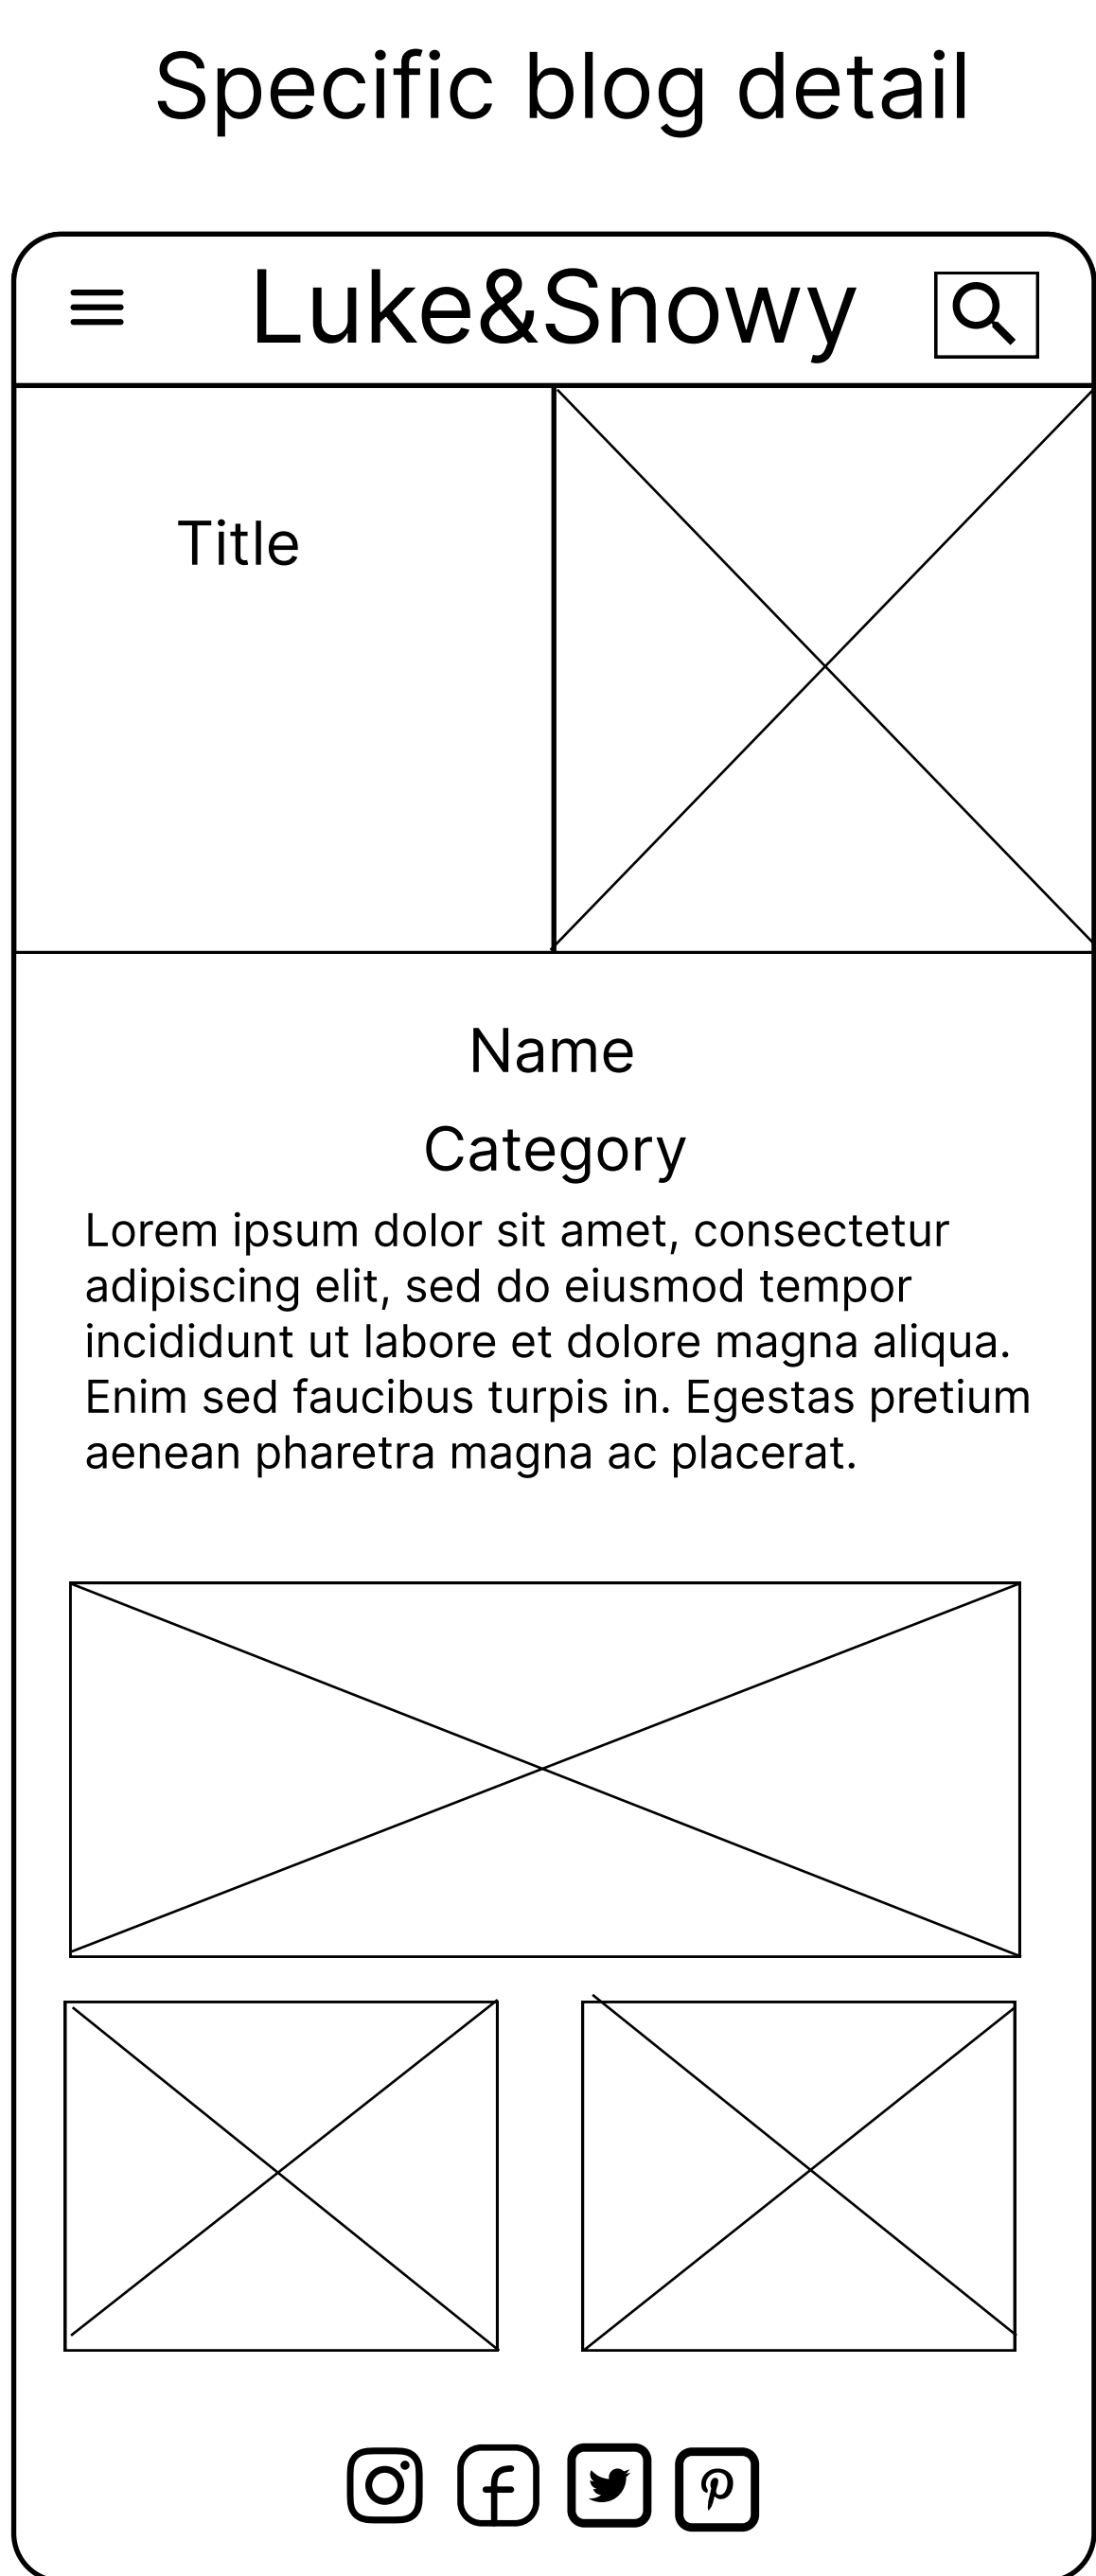 Specific blog detail
Luke&Snowy
Title
Name
Category
Lorem ipsum dolor sit amet, consectetur
adipiscing elit, sed do eiusmod tempor
incididunt ut labore et dolore magna aliqua.
Enim sed faucibus turpis in. Egestas pretium
aenean pharetra magna ac placerat.